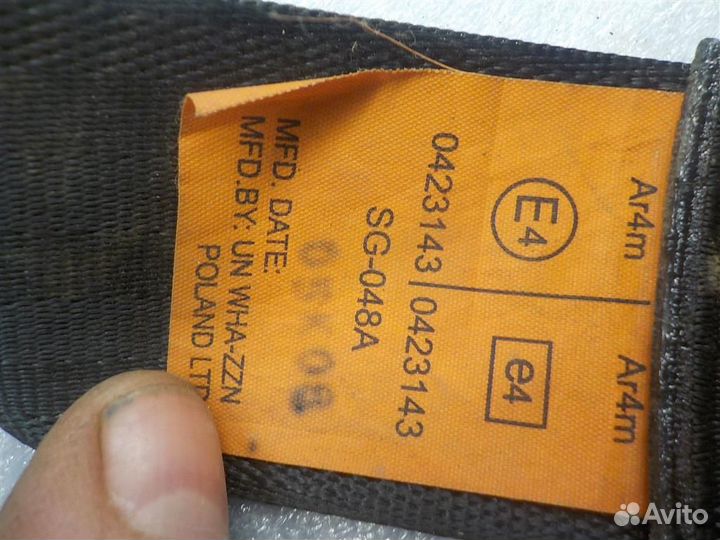 Ar4m Ar4m
E4 e4
0423143 0423143
SG-048A
MFD. DATE:
MFD.BY: UN WHA-ZZN
POLAND LTD
Avito